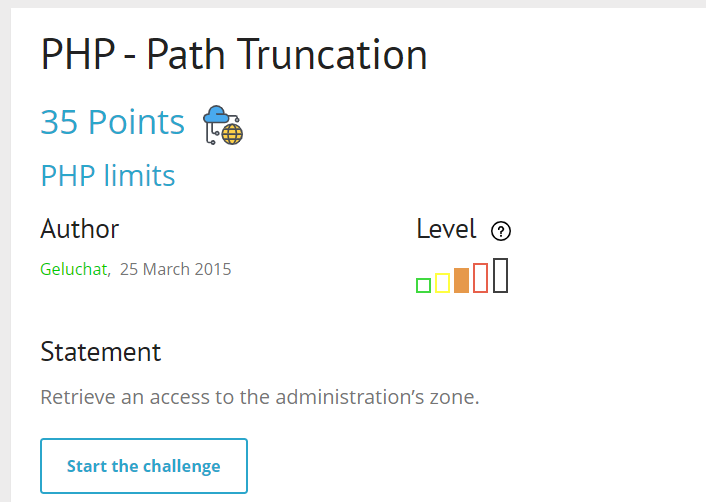 PHP - Path Truncation
35 Points
PHP limits
Author
Level ?
Geluchat, 25 March 2015
Statement
Retrieve an access to the administration’s zone.
Start the challenge